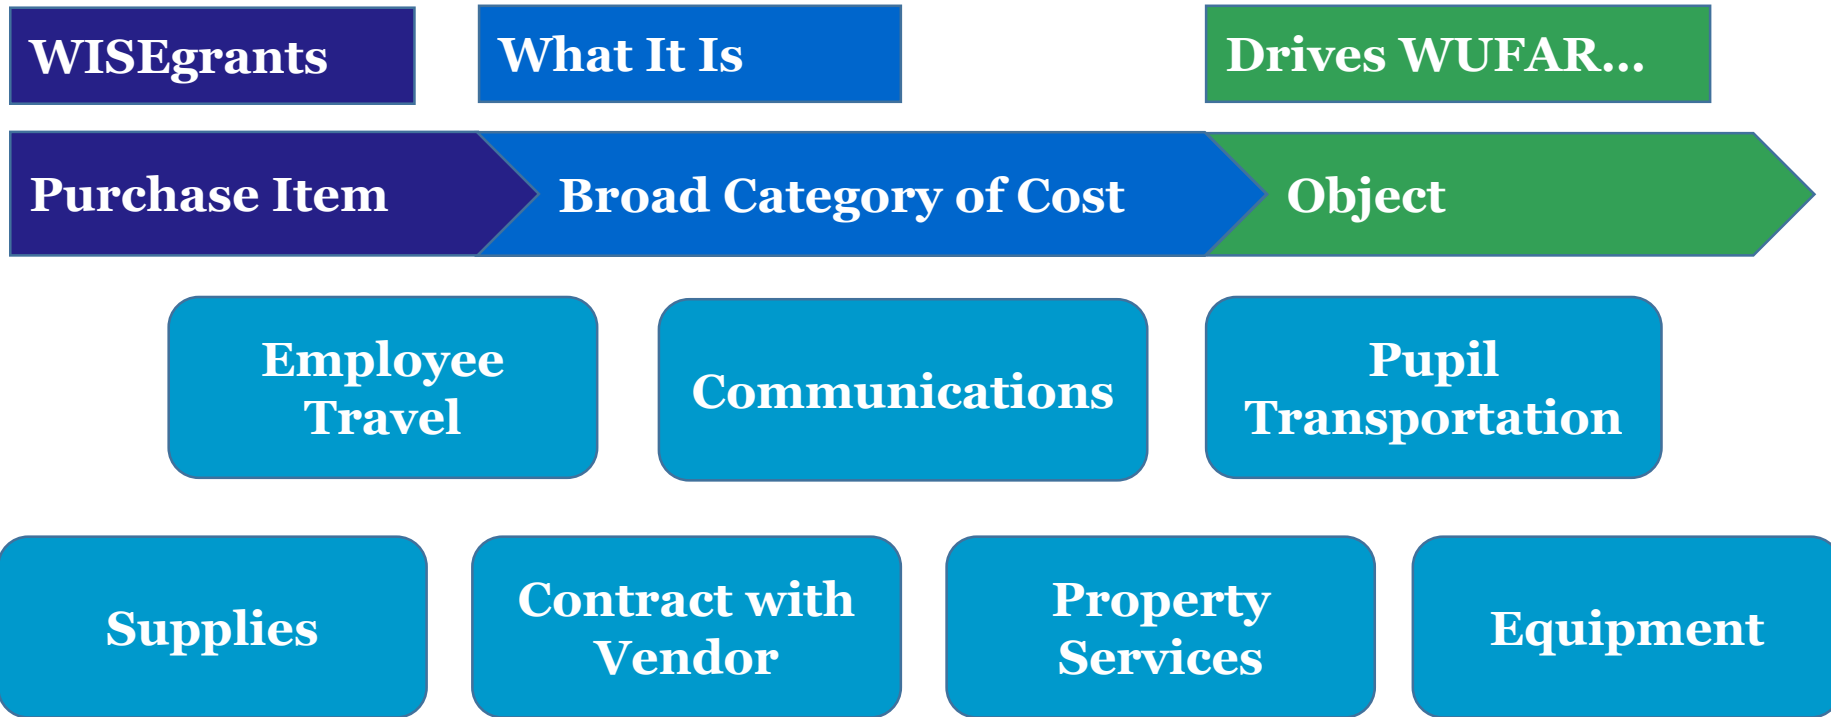 WISEgrants
What It Is
Drives WUFAR...
Purchase Item
Broad Category of Cost
Object
Employee
Travel
Communications
Pupil
Transportation
Supplies
Contract with
Vendor
Property
Services
Equipment